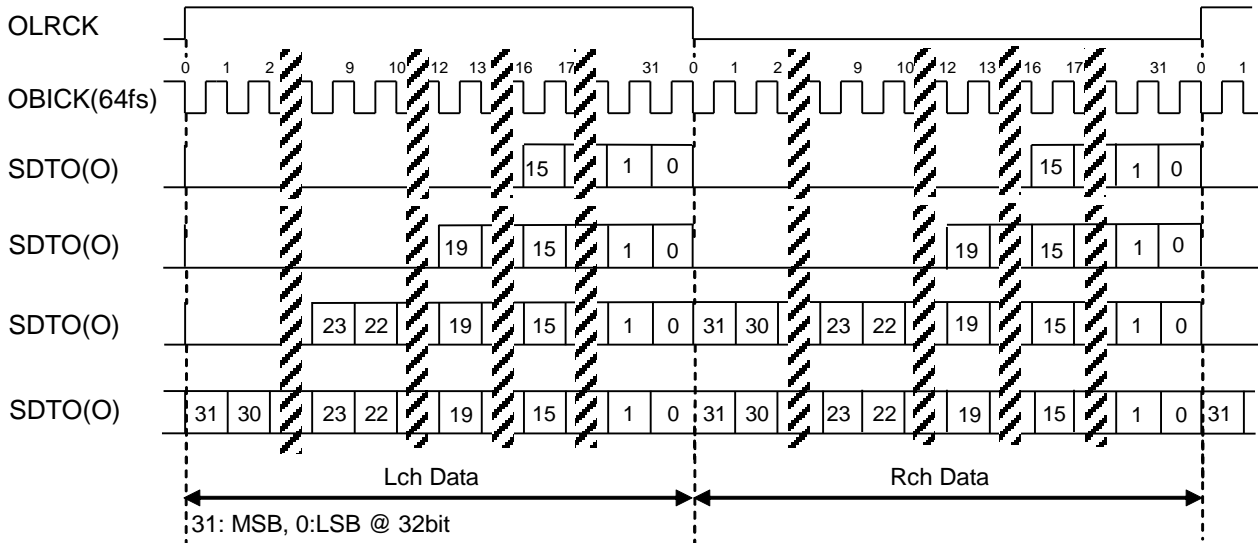 OLRCK
0 1 2 9 10 12 13 16 17 31 0 1 2 9 10 12 13 16 17 31 0 1
OBICK(64fs)
SDTO(O) 15 1 0 15 1 0
SDTO(O) 19 15 1 0 19 15 1 0
SDTO(O) 23 22 19 15 1 0 31 30 23 22 19 15 1 0
SDTO(O) 31 30 23 22 19 15 1 0 31 30 23 22 19 15 1 0 31
Lch Data Rch Data
31: MSB, 0:LSB @ 32bit